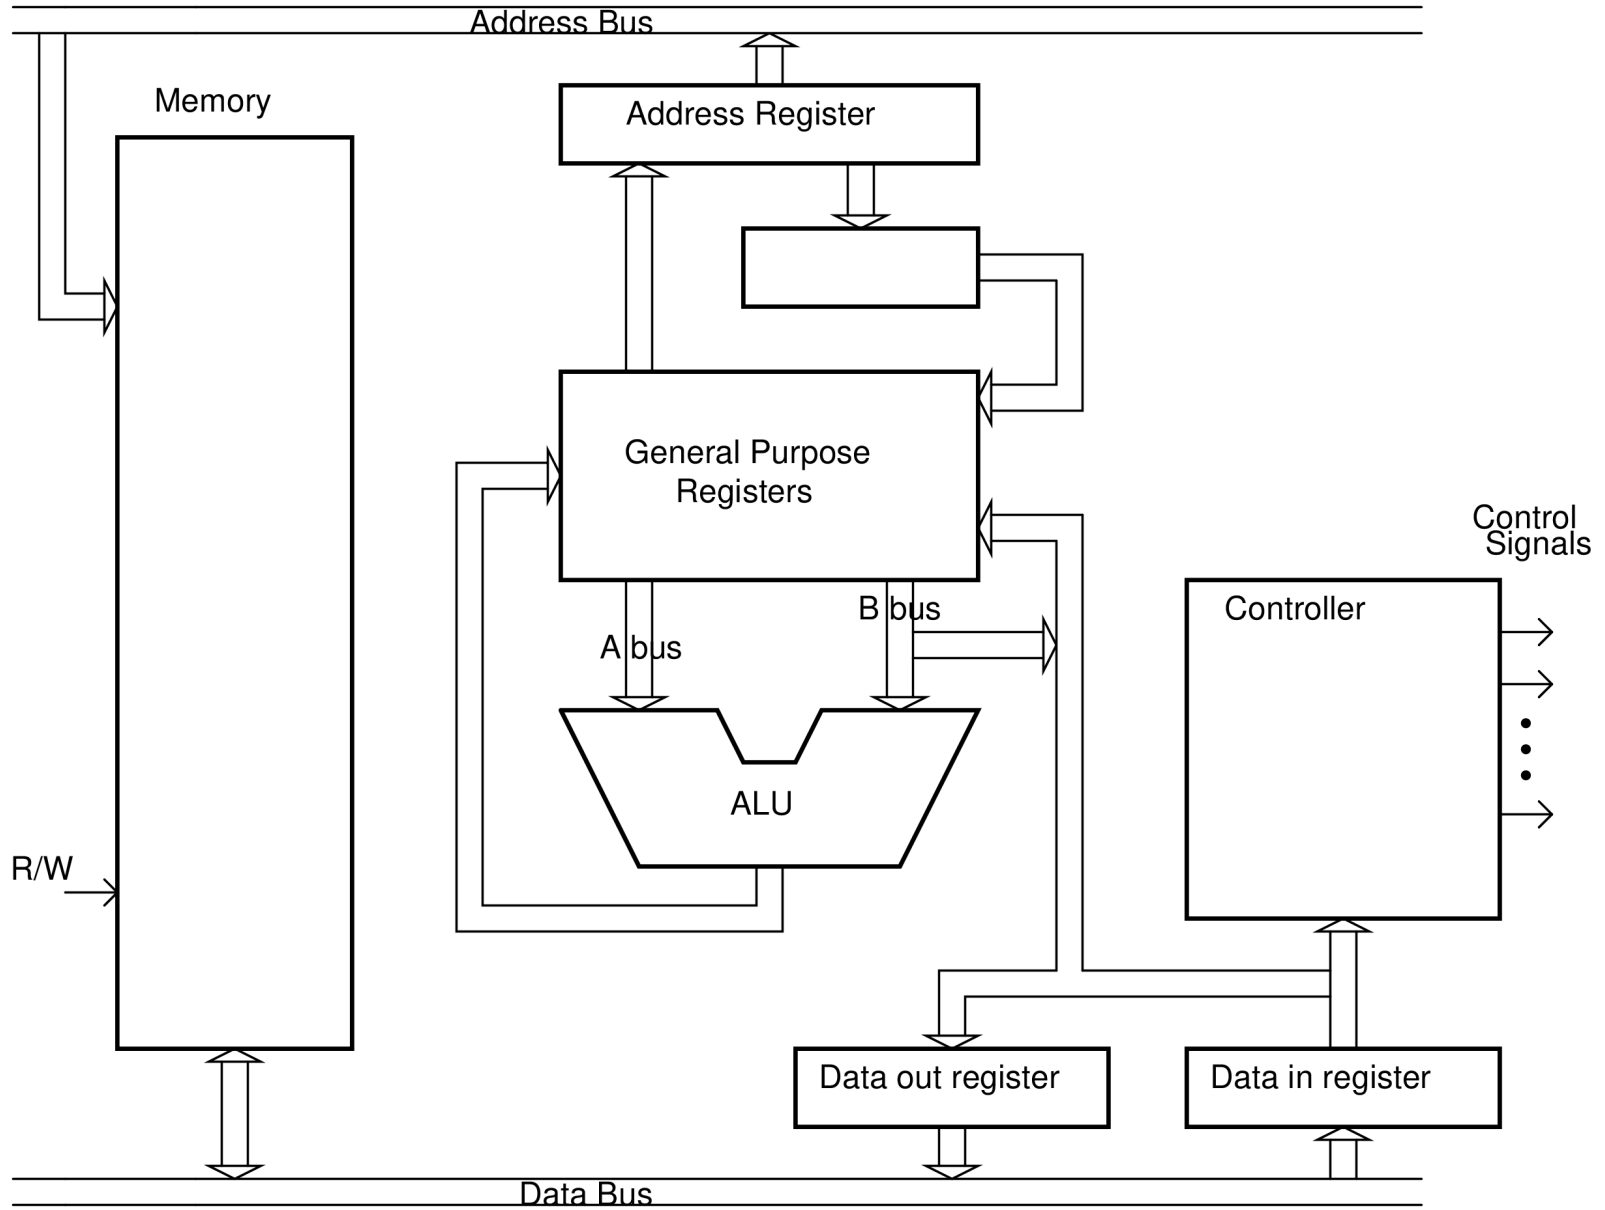 Address Bus
Memory
Address Register
General Purpose
Registers
Control
Signals
B bus
Controller
A bus
ALU
R/W
Data out register
Data in register
Data Bus